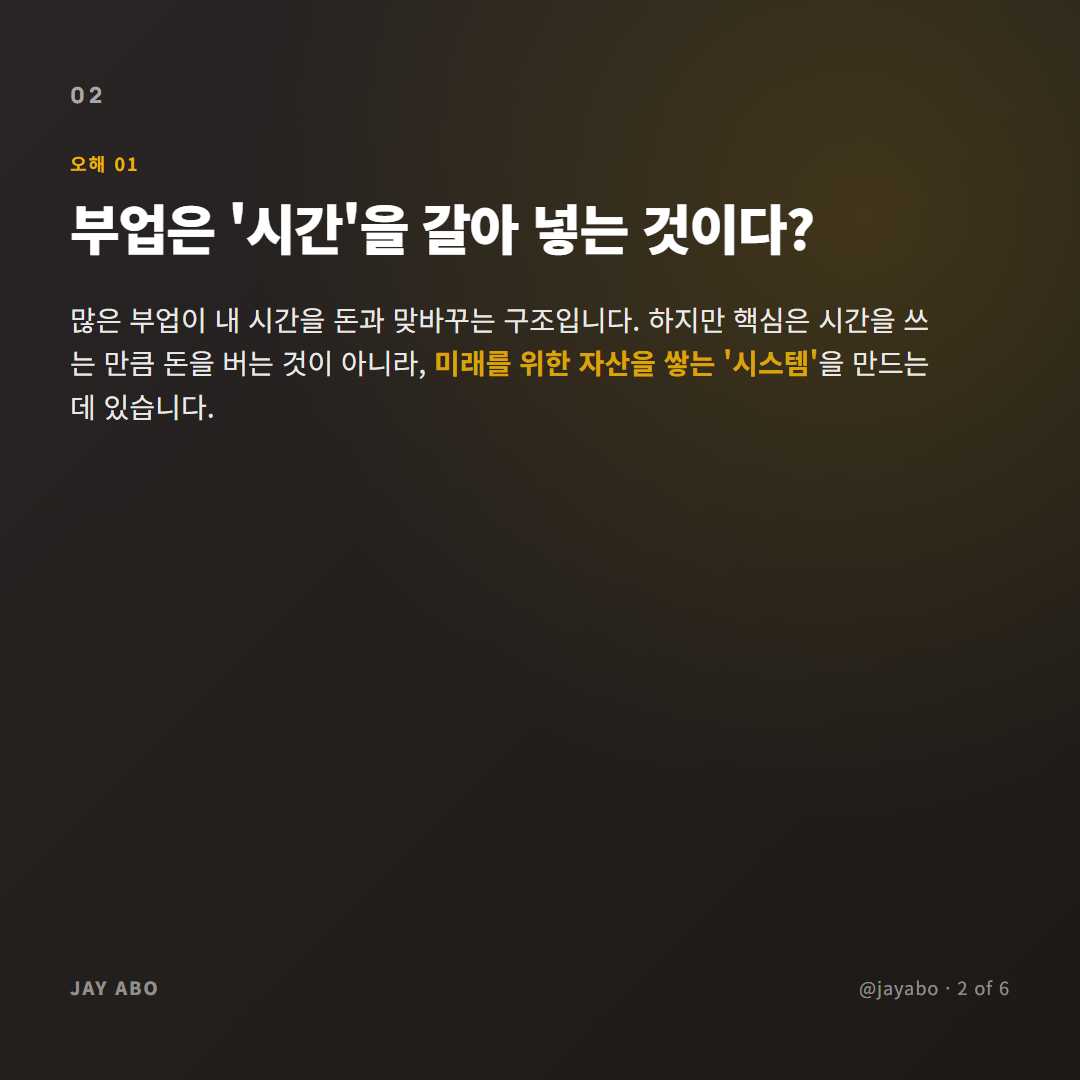 02
오해 01
부업은 '시간'을 갈아 넣는 것이다?
많은 부업이 내 시간을 돈과 맞바꾸는 구조입니다. 하지만 핵심은 시간을 쓰
는 만큼 돈을 버는 것이 아니라, 미래를 위한 자산을 쌓는 '시스템'을 만드는
데 있습니다.
JAY ABO
@jayabo · 2 of 6